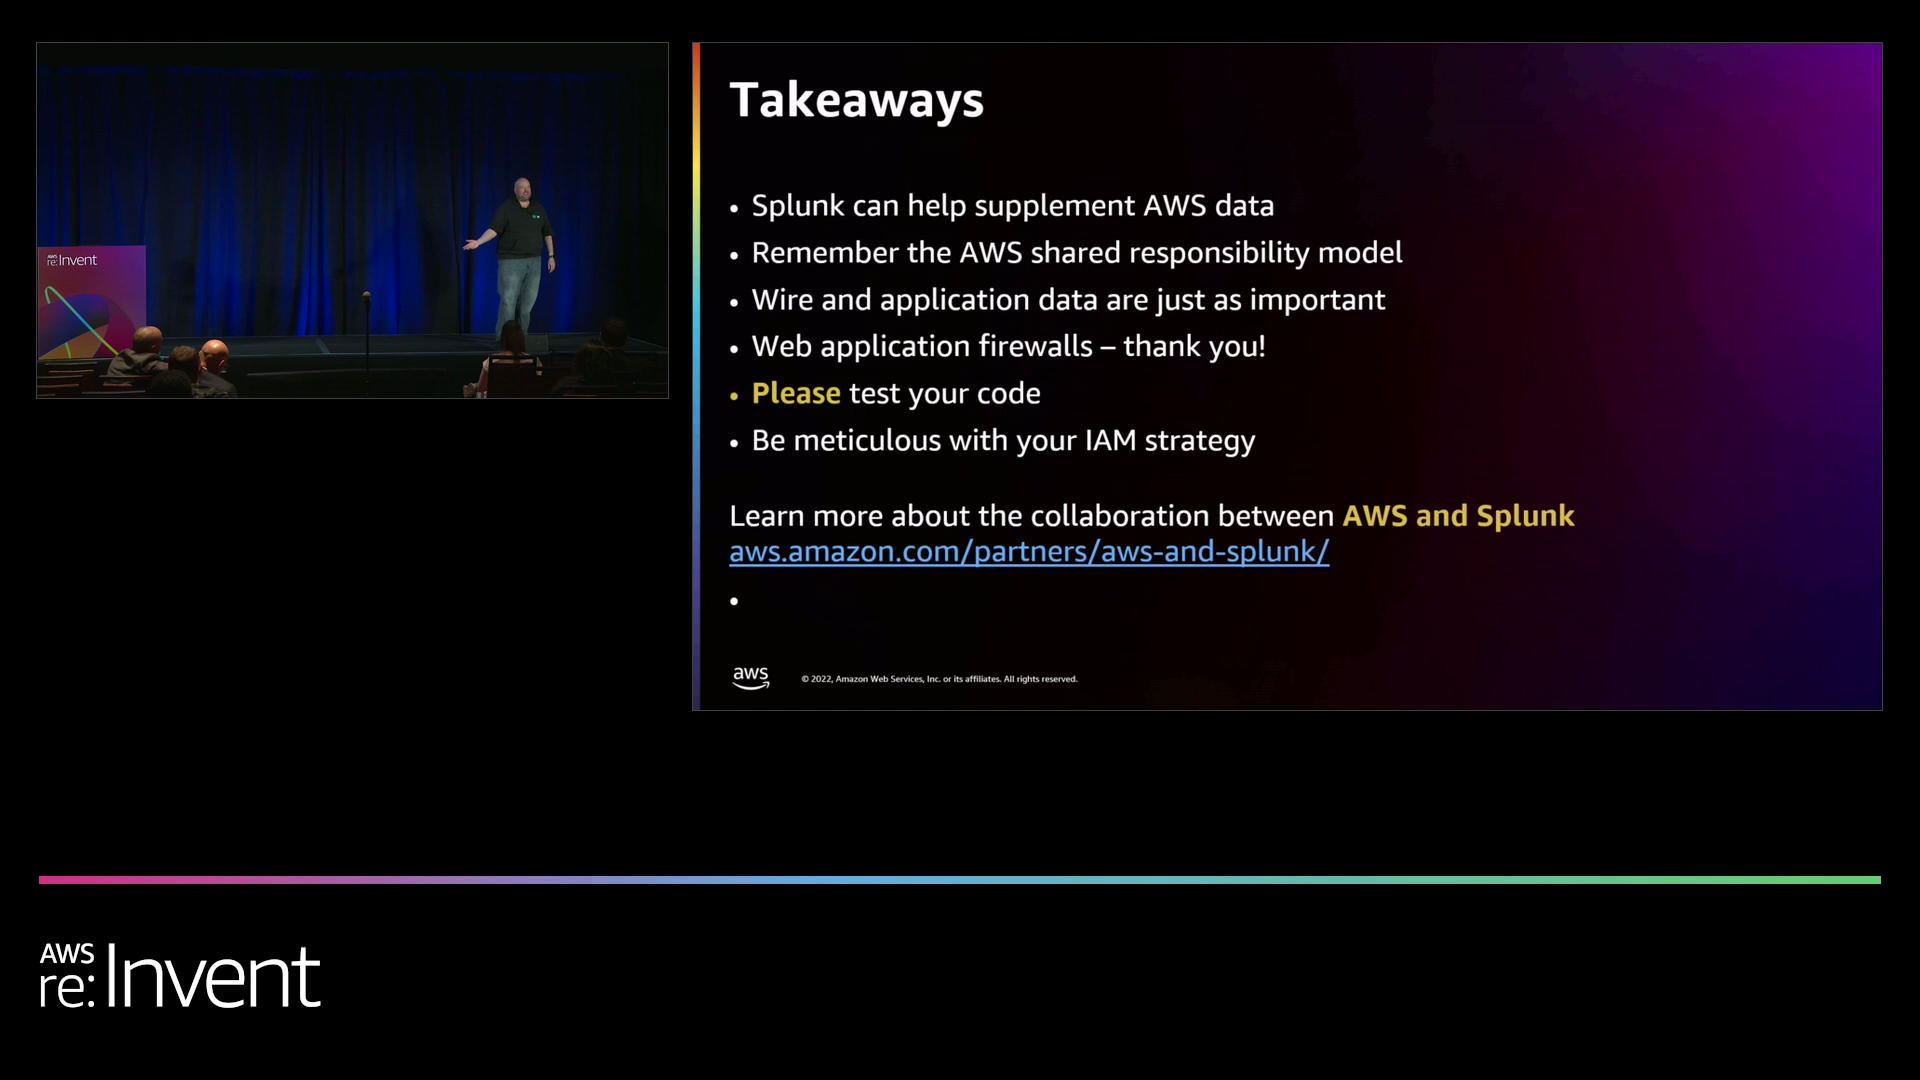 AWS
re:Invent
Takeaways
• Splunk can help supplement AWS data
• Remember the AWS shared responsibility model
• Wire and application data are just as important
• Web application firewalls – thank you!
• Please test your code
• Be meticulous with your IAM strategy
Learn more about the collaboration between AWS and Splunk
aws.amazon.com/partners/aws-and-splunk/
•
aws
© 2022, Amazon Web Services, Inc. or its affiliates. All rights reserved.
AWS
re:Invent